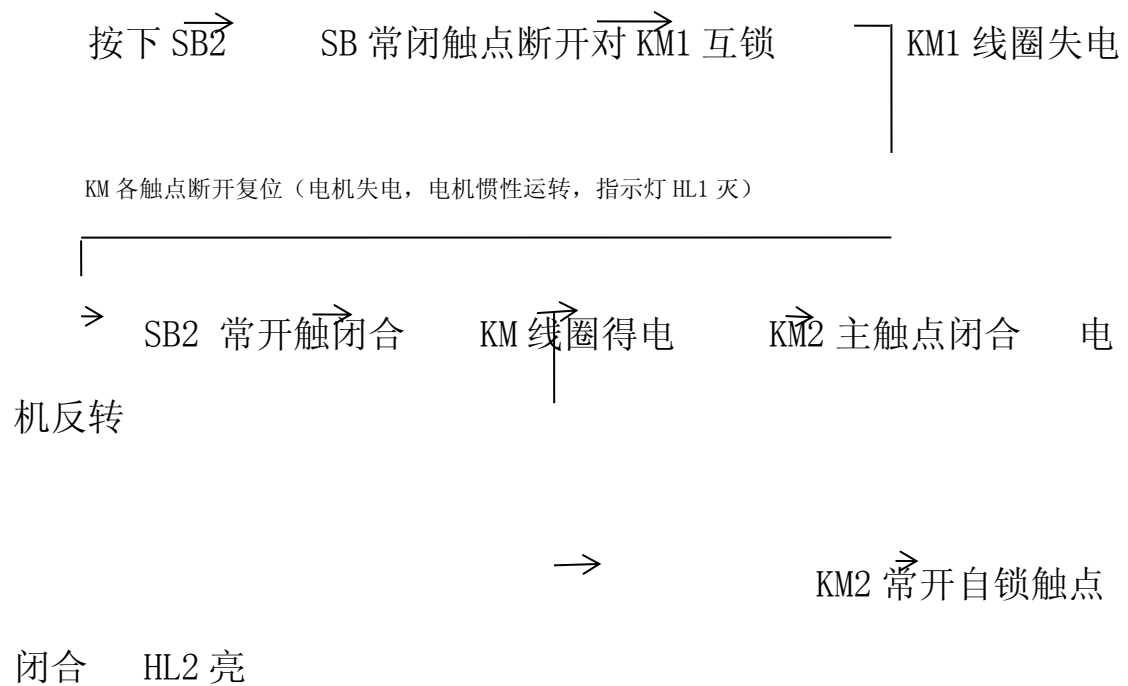 按下 SB2 SB 常闭触点断开对 KM1 互锁 KM1 线圈失电
KM 各触点断开复位（电机失电，电机惯性运转，指示灯 HL1 灭）
SB2 常开触闭合 KM 线圈得电 KM2 主触点闭合 电
机反转
KM2 常开自锁触点
闭合 HL2 亮